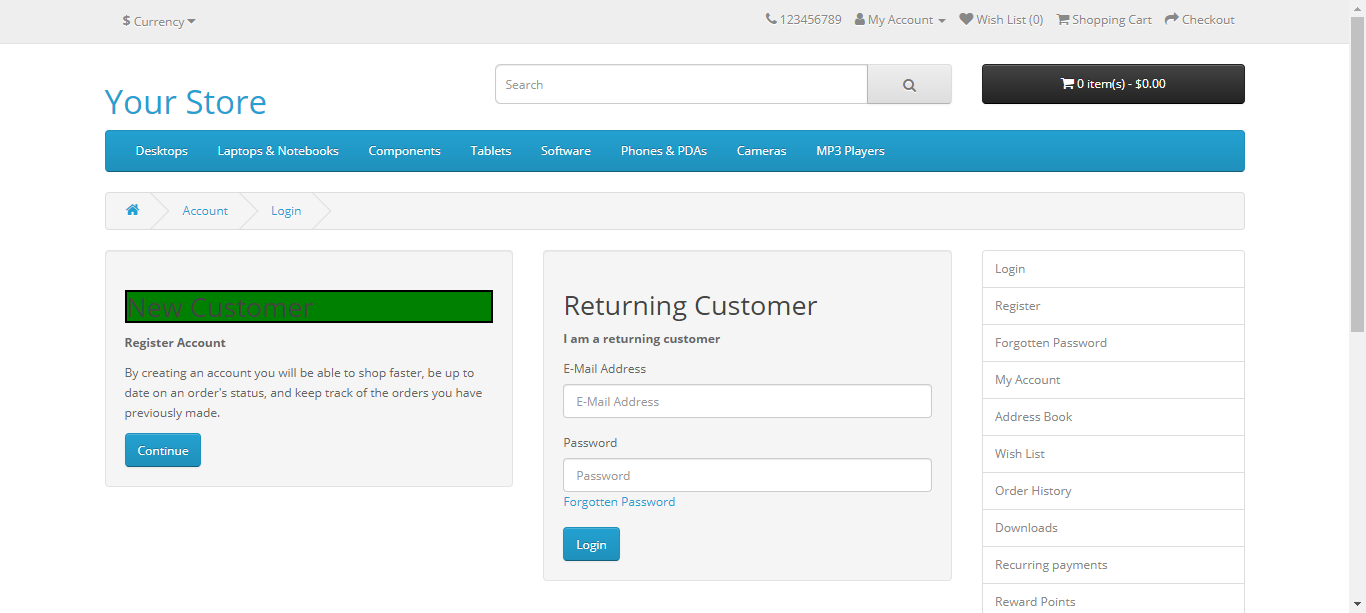 $ Currency
123456789 My Account Wish List (0) Shopping Cart Checkout
Your Store
Search
0 item(s) - $0.00
Desktops Laptops & Notebooks Components Tablets Software Phones & PDAs Cameras MP3 Players
Account Login
New Customer
Register Account
By creating an account you will be able to shop faster, be up to
date on an order's status, and keep track of the orders you have
previously made.
Continue
Returning Customer
I am a returning customer
E-Mail Address
E-Mail Address
Password
Password
Forgotten Password
Login
Login
Register
Forgotten Password
My Account
Address Book
Wish List
Order History
Downloads
Recurring payments
Reward Points